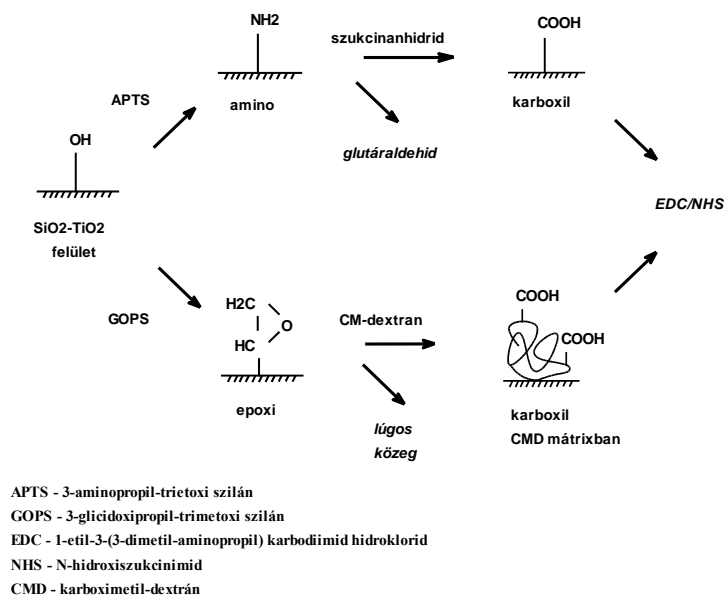 NH2
szukcinanhidrid
COOH
APTS
amino
karboxil
OH
glutáraldehid
EDC/NHS
SiO2-TiO2
felület
GOPS
H2C
O
HC
CM-dextran
COOH
COOH
epoxi
lúgos
közeg
karboxil
CMD mátrixban
APTS - 3-aminopropil-trietoxi szilán
GOPS - 3-glicidoxipropil-trimetoxi szilán
EDC - 1-etil-3-(3-dimetil-aminopropil) karbodiimid hidroklorid
NHS - N-hidroxiszukcinimid
CMD - karboximetil-dextrán